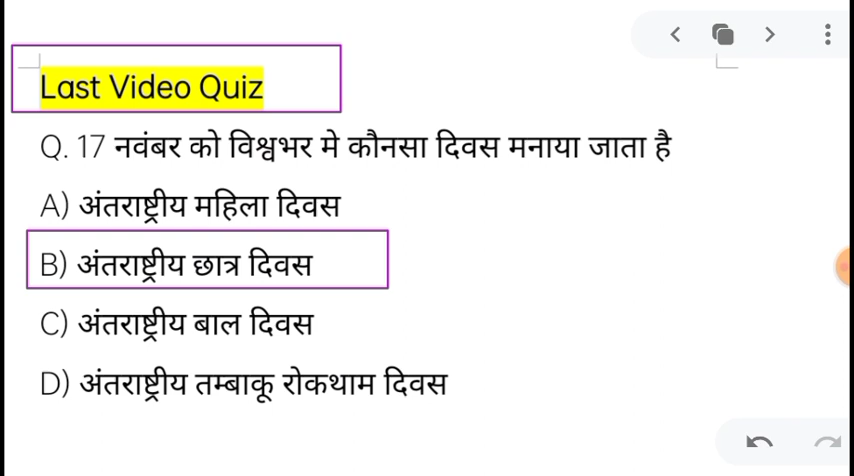 Last Video Quiz
Q. 17 नवंबर को विश्वभर मे कौनसा दिवस मनाया जाता है
A) अंतराष्ट्रीय महिला दिवस
B) अंतराष्ट्रीय छात्र दिवस
C) अंतराष्ट्रीय बाल दिवस
D) अंतराष्ट्रीय तम्बाकू रोकथाम दिवस